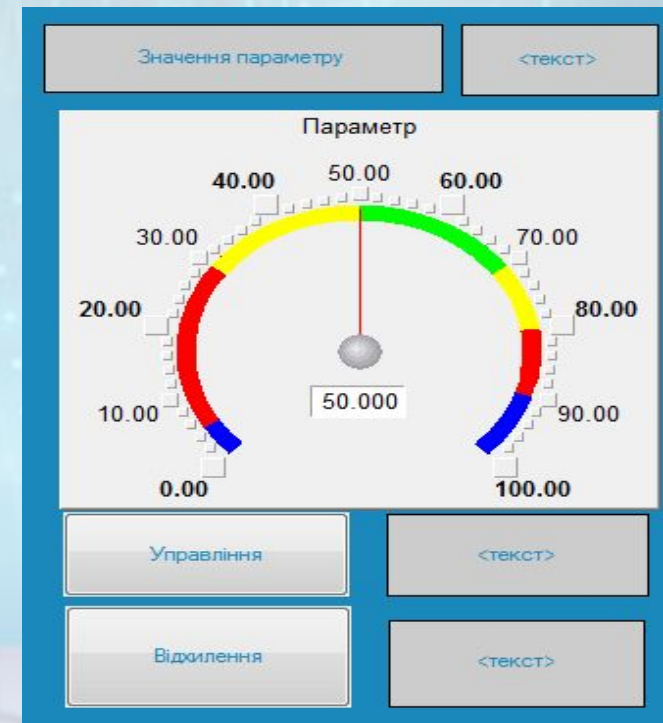 Значення параметру
<текст>
Параметр
50.00
40.00
60.00
30.00
70.00
20.00
80.00
50.000
10.00
90.00
0.00
100.00
Управління
<текст>
Відхилення
<текст>